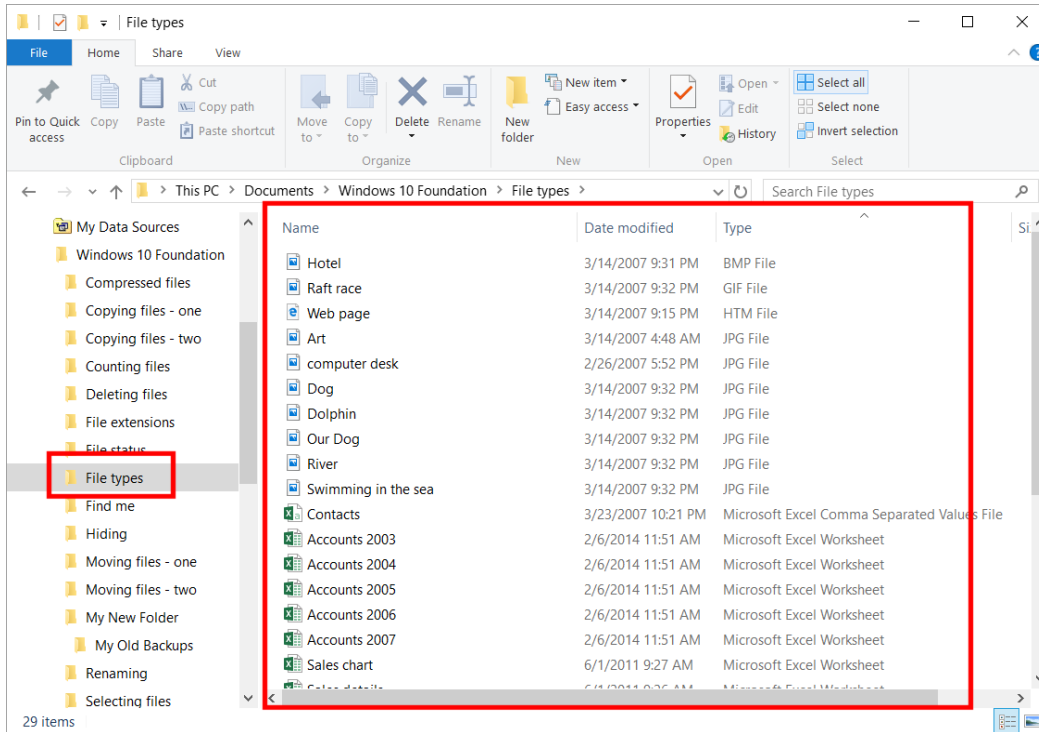 File types
File Home Share View
Pin to Quick access Copy Paste Cut Copy path Paste shortcut Move to Copy to Delete Rename New folder New item Easy access Properties Open Edit History Select all Select none Invert selection
Clipboard Organize New Open Select
This PC > Documents > Windows 10 Foundation > File types > Search File types
My Data Sources
Windows 10 Foundation
Compressed files
Copying files - one
Copying files - two
Counting files
Deleting files
File extensions
File status
File types
Find me
Hiding
Moving files - one
Moving files - two
My New Folder
My Old Backups
Renaming
Selecting files
Name Date modified Type
Hotel 3/14/2007 9:31 PM BMP File
Raft race 3/14/2007 9:32 PM GIF File
Web page 3/14/2007 9:15 PM HTM File
Art 3/14/2007 4:48 AM JPG File
computer desk 2/26/2007 5:52 PM JPG File
Dog 3/14/2007 9:32 PM JPG File
Dolphin 3/14/2007 9:32 PM JPG File
Our Dog 3/14/2007 9:32 PM JPG File
River 3/14/2007 9:32 PM JPG File
Swimming in the sea 3/14/2007 9:32 PM JPG File
Contacts 3/23/2007 10:21 PM Microsoft Excel Comma Separated Values File
Accounts 2003 2/6/2014 11:51 AM Microsoft Excel Worksheet
Accounts 2004 2/6/2014 11:51 AM Microsoft Excel Worksheet
Accounts 2005 2/6/2014 11:51 AM Microsoft Excel Worksheet
Accounts 2006 2/6/2014 11:51 AM Microsoft Excel Worksheet
Accounts 2007 2/6/2014 11:51 AM Microsoft Excel Worksheet
Sales chart 6/1/2011 9:27 AM Microsoft Excel Worksheet
29 items